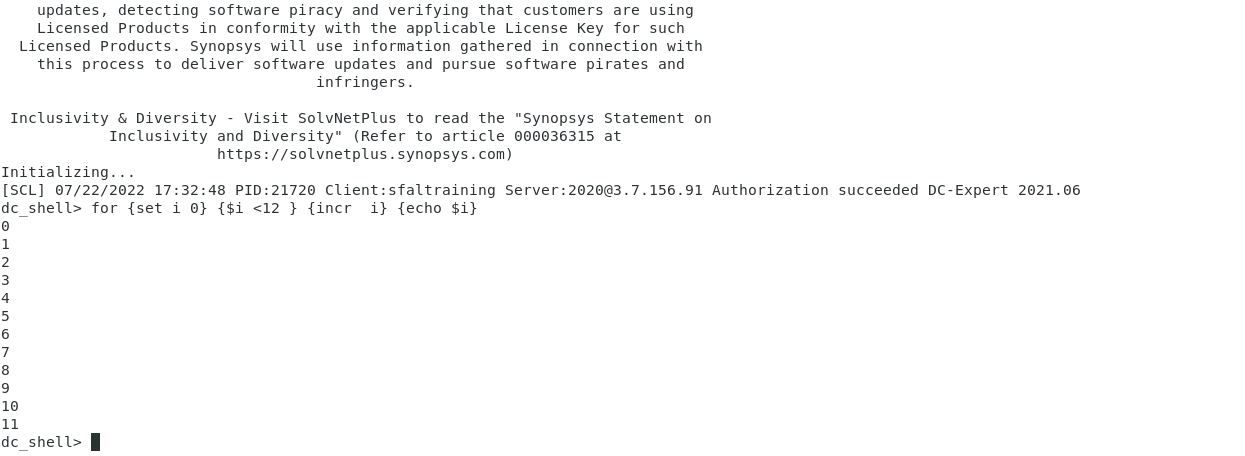 updates, detecting software piracy and verifying that customers are using
Licensed Products in conformity with the applicable License Key for such
Licensed Products. Synopsys will use information gathered in connection with
this process to deliver software updates and pursue software pirates and
infringers.
Inclusivity & Diversity - Visit SolvNetPlus to read the "Synopsys Statement on
Inclusivity and Diversity" (Refer to article 000036315 at
https://solvnetplus.synopsys.com)
Initializing...
[SCL] 07/22/2022 17:32:48 PID:21720 Client:sfaltraining Server:2020@3.7.156.91 Authorization succeeded DC-Expert 2021.06
dc_shell> for {set i 0} {$i <12 } {incr  i} {echo $i}
0
1
2
3
4
5
6
7
8
9
10
11
dc_shell>